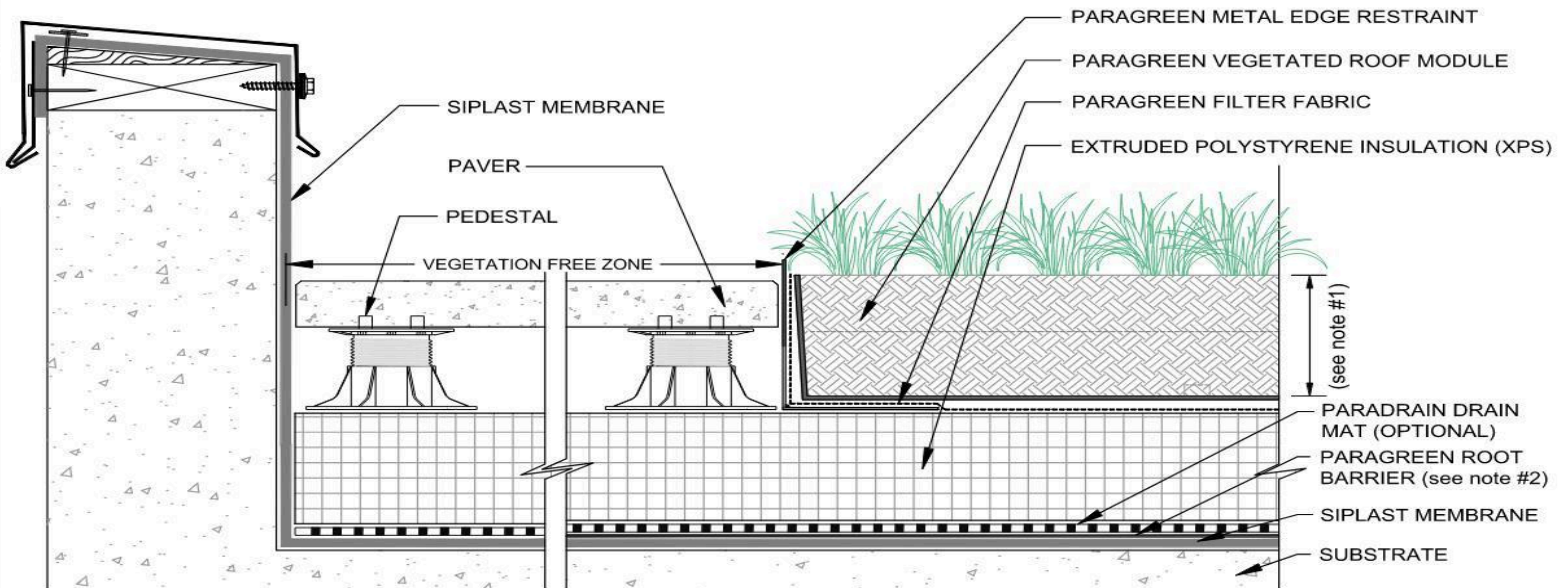 PARAGREEN METAL EDGE RESTRAINT
PARAGREEN VEGETATED ROOF MODULE
PARAGREEN FILTER FABRIC
EXTRUDED POLYSTYRENE INSULATION (XPS)
SIPLAST MEMBRANE
PAVER
PEDESTAL
VEGETATION FREE ZONE
(see note #1)
PARADRAIN DRAIN
MAT (OPTIONAL)
PARAGREEN ROOT
BARRIER (see note #2)
SIPLAST MEMBRANE
SUBSTRATE